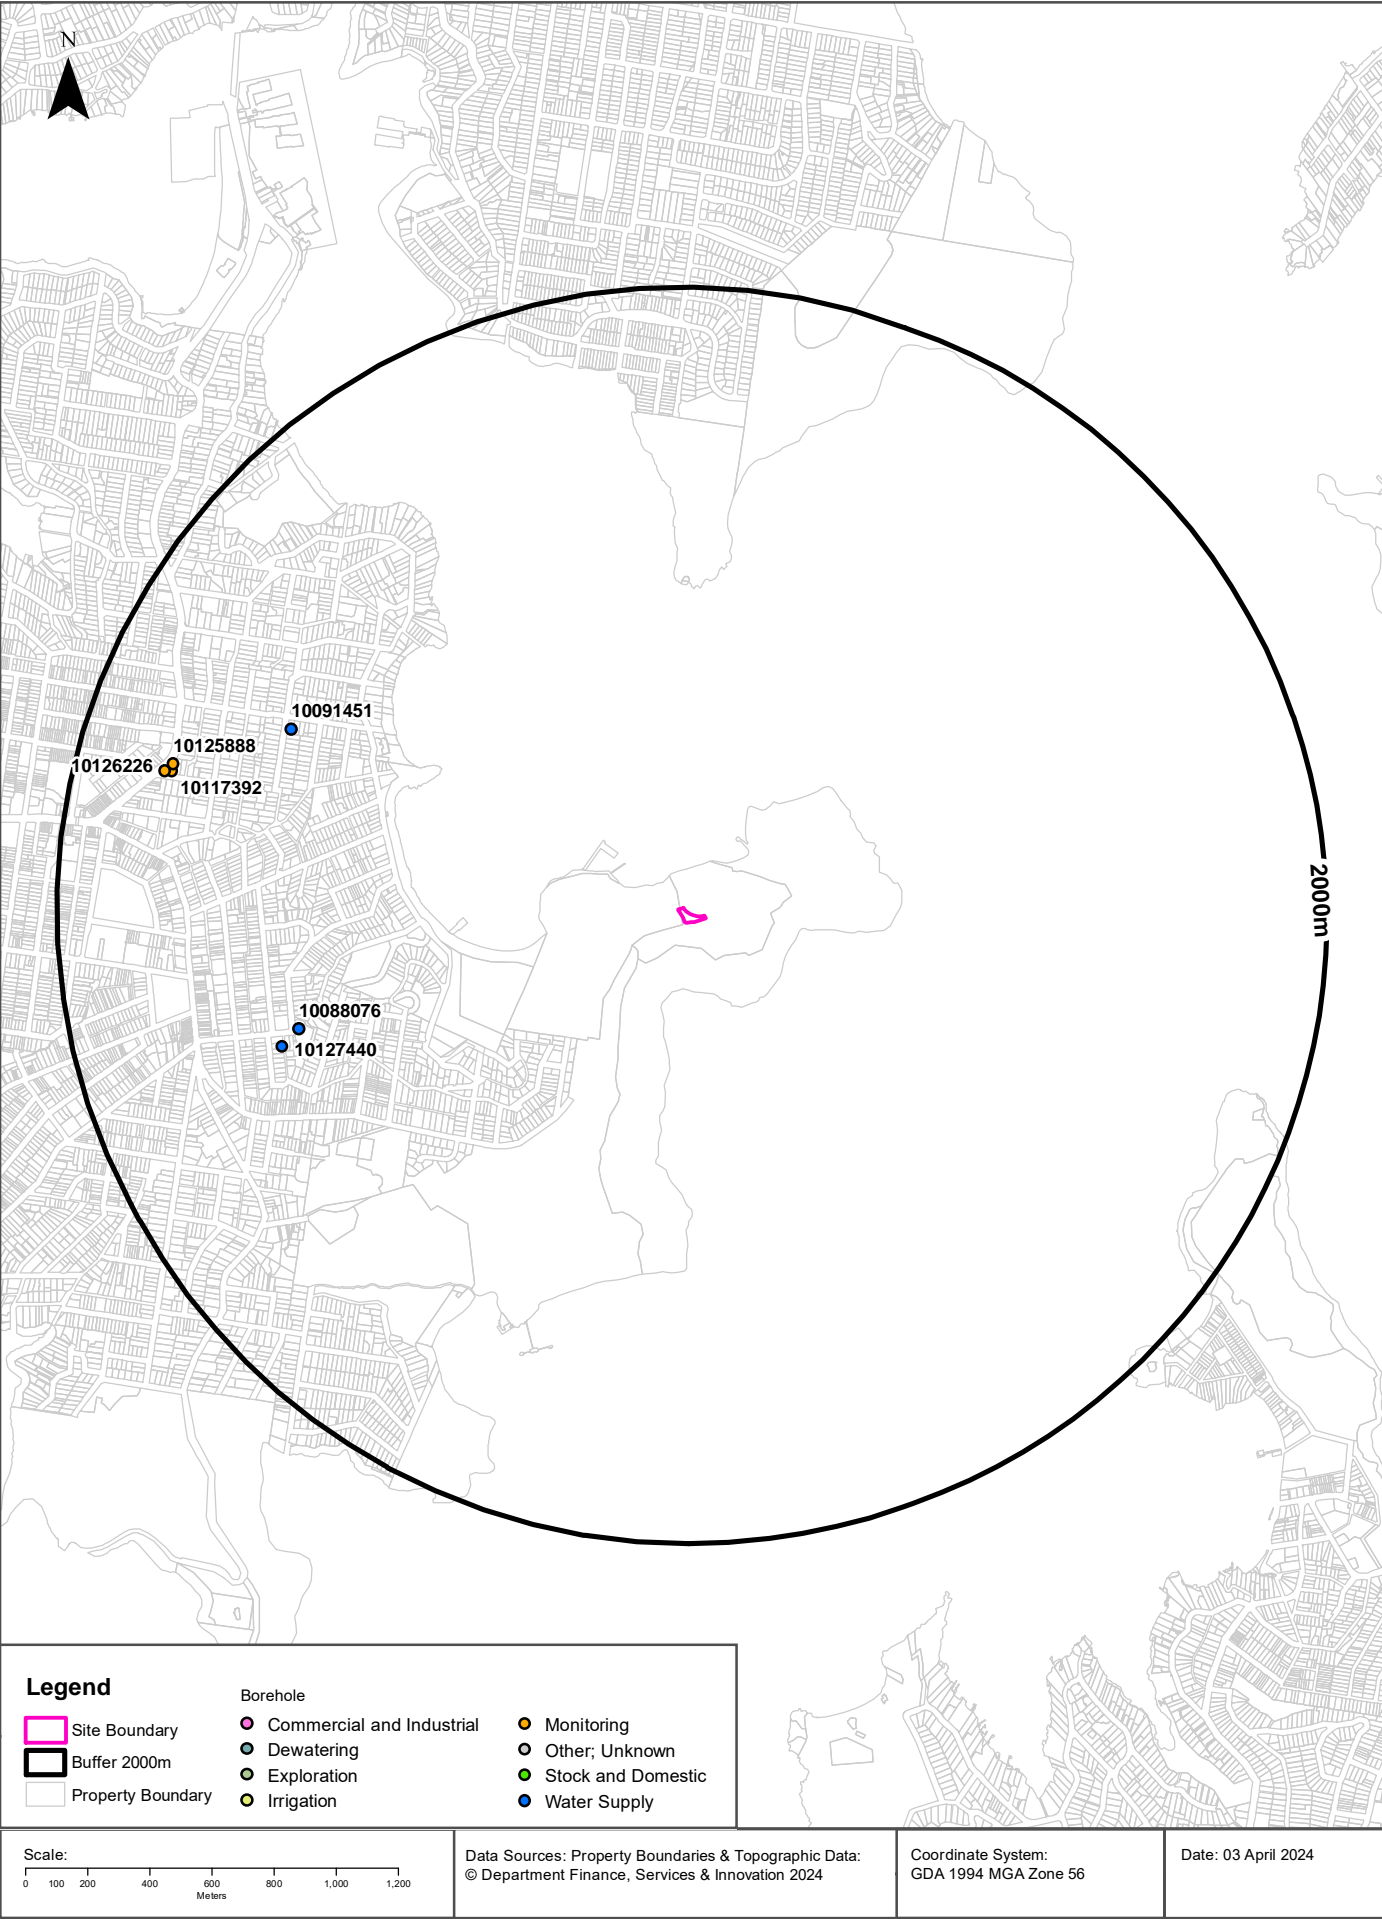 N
10091451
10125888
10126226
10117392
2000m
10088076
10127440
Legend
Site Boundary
Buffer 2000m
Property Boundary
Borehole
Commercial and Industrial
Dewatering
Exploration
Irrigation
Monitoring
Other; Unknown
Stock and Domestic
Water Supply
Scale:
0 100 200 400 600 800 1,000 1,200
Meters
Data Sources: Property Boundaries & Topographic Data:
© Department Finance, Services & Innovation 2024
Coordinate System:
GDA 1994 MGA Zone 56
Date: 03 April 2024